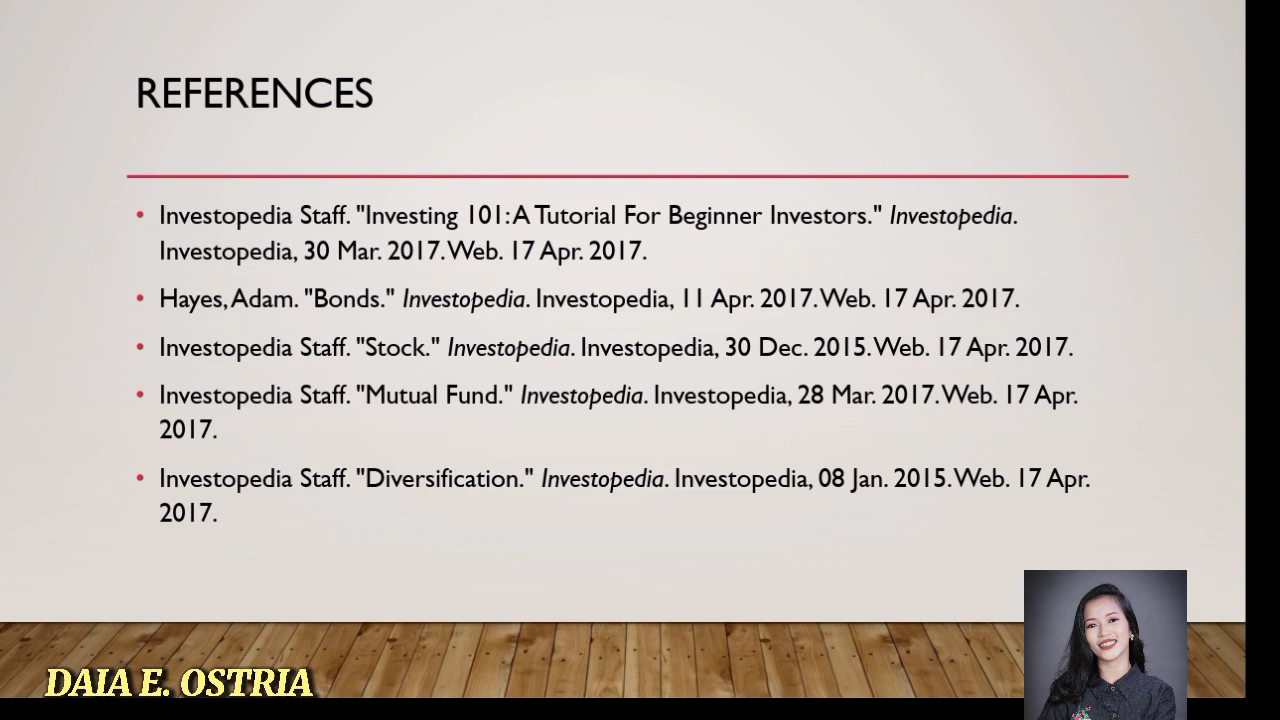 REFERENCES
• Investopedia Staff. "Investing 101: A Tutorial For Beginner Investors." Investopedia.
Investopedia, 30 Mar. 2017. Web. 17 Apr. 2017.
• Hayes, Adam. "Bonds." Investopedia. Investopedia, 11 Apr. 2017. Web. 17 Apr. 2017.
• Investopedia Staff. "Stock." Investopedia. Investopedia, 30 Dec. 2015. Web. 17 Apr. 2017.
• Investopedia Staff. "Mutual Fund." Investopedia. Investopedia, 28 Mar. 2017. Web. 17 Apr.
2017.
• Investopedia Staff. "Diversification." Investopedia. Investopedia, 08 Jan. 2015. Web. 17 Apr.
2017.
DAIA E. OSTRIA